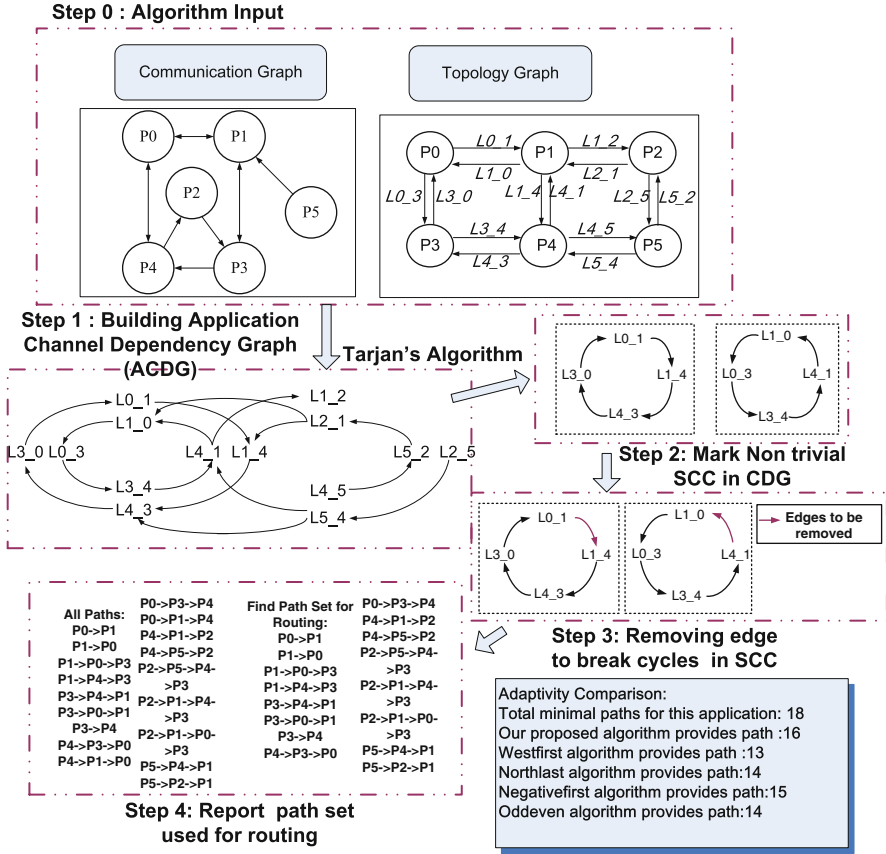 Step 0 : Algorithm Input
Communication Graph
Topology Graph
P0
P1
P2
P5
P4
P3
P0
L0_1
P1
L1_2
P2
L1_0
L2_1
L0_3
L3_0
L1_4
L4_1
L2_5
L5_2
P3
L3_4
P4
L4_5
P5
L4_3
L5_4
Step 1 : Building Application
Channel Dependency Graph
(ACDG)
Tarjan's Algorithm
L0_1
L1_2
L1_0
L2_1
L3_0
L0_3
L4_1
L1_4
L5_2
L2_5
L3_4
L4_5
L4_3
L5_4
L0_1
L3_0
L1_4
L4_3
L1_0
L0_3
L4_1
L3_4
Step 2: Mark Non trivial
SCC in CDG
L0_1
L3_0
L1_4
L4_3
L1_0
L0_3
L4_1
L3_4
Edges to be
removed
Step 3: Removing edge
to break cycles in SCC
All Paths:
P0->P1
P1->P0
P1->P0->P3
P1->P4->P3
P3->P4->P1
P3->P0->P1
P3->P4
P4->P3->P0
P4->P1->P0
P0->P3->P4
P0->P1->P4
P4->P1->P2
P4->P5->P2
P2->P5->P4-
>P3
P2->P1->P4-
>P3
P2->P1->P0-
>P3
P5->P4->P1
P5->P2->P1
Find Path Set for
Routing:
P0->P1
P1->P0
P1->P0->P3
P1->P4->P3
P3->P4->P1
P3->P0->P1
P3->P4
P4->P3->P0
P0->P3->P4
P4->P1->P2
P4->P5->P2
P2->P5->P4-
>P3
P2->P1->P4-
>P3
P2->P1->P0-
>P3
P5->P4->P1
P5->P2->P1
Step 4: Report path set
used for routing
Adaptivity Comparison:
Total minimal paths for this application: 18
Our proposed algorithm provides path :16
Westfirst algorithm provides path:13
Northlast algorithm provides path:14
Negativefirst algorithm provides path:15
Oddeven algorithm provides path:14